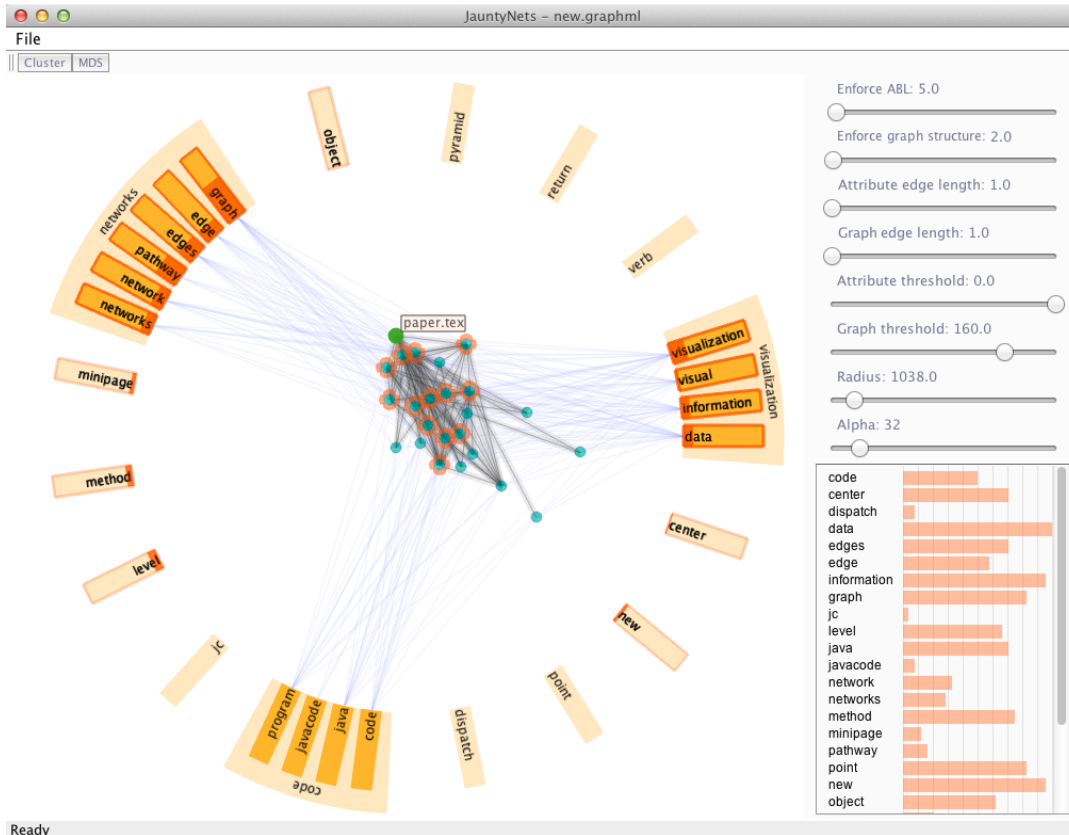 JauntyNets – new.graphml
File
Cluster
MDS
object
pyramid
return
verb
networks
graph
edge
edges
pathway
network
networks
minipage
method
level
jc
program
javacode
java
code
code
dispatch
point
new
center
visualization
visual
information
data
visualization
paper.tex
Enforce ABL: 5.0
Enforce graph structure: 2.0
Attribute edge length: 1.0
Graph edge length: 1.0
Attribute threshold: 0.0
Graph threshold: 160.0
Radius: 1038.0
Alpha: 32
code
center
dispatch
data
edges
edge
information
graph
jc
level
java
javacode
network
networks
method
minipage
pathway
point
new
object
Ready